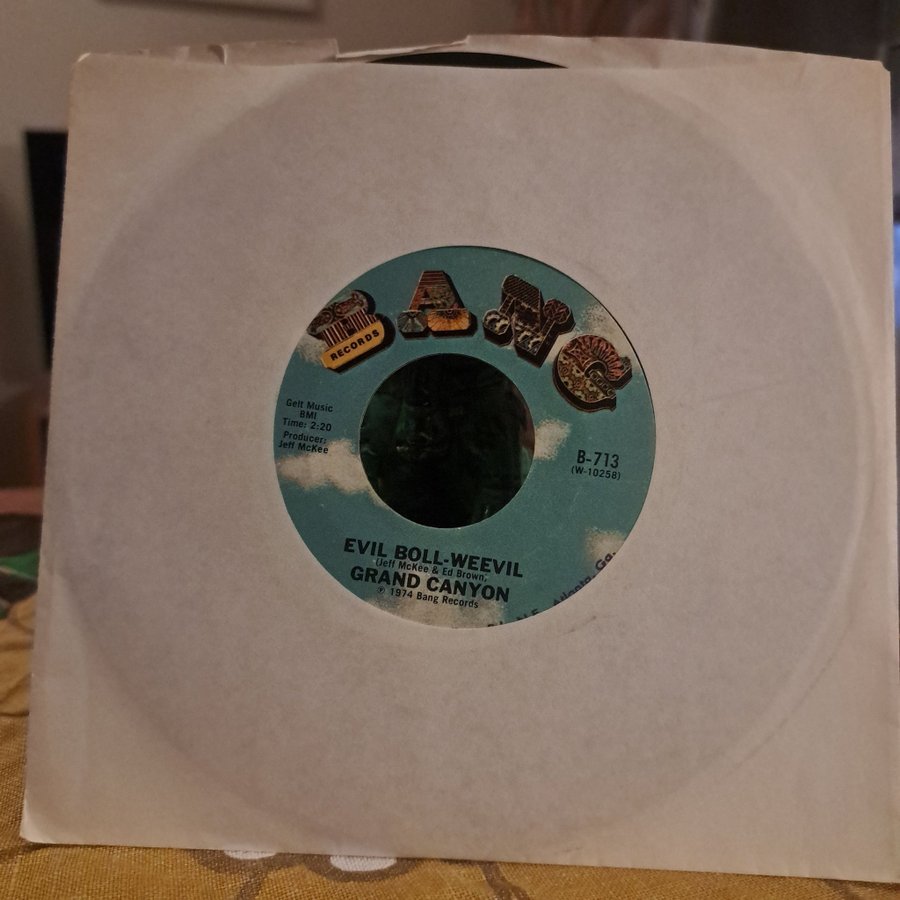 BANG
RECORDS
Gelt Music
BMI
Time: 2:20
Producer:
Jeff McKee
B-713
(W-10258)
EVIL BOLL-WEEVIL
(Jeff McKee & Ed Brown)
GRAND CANYON
℗ 1974 Bang Records
N.E., Atlanta, Ga.